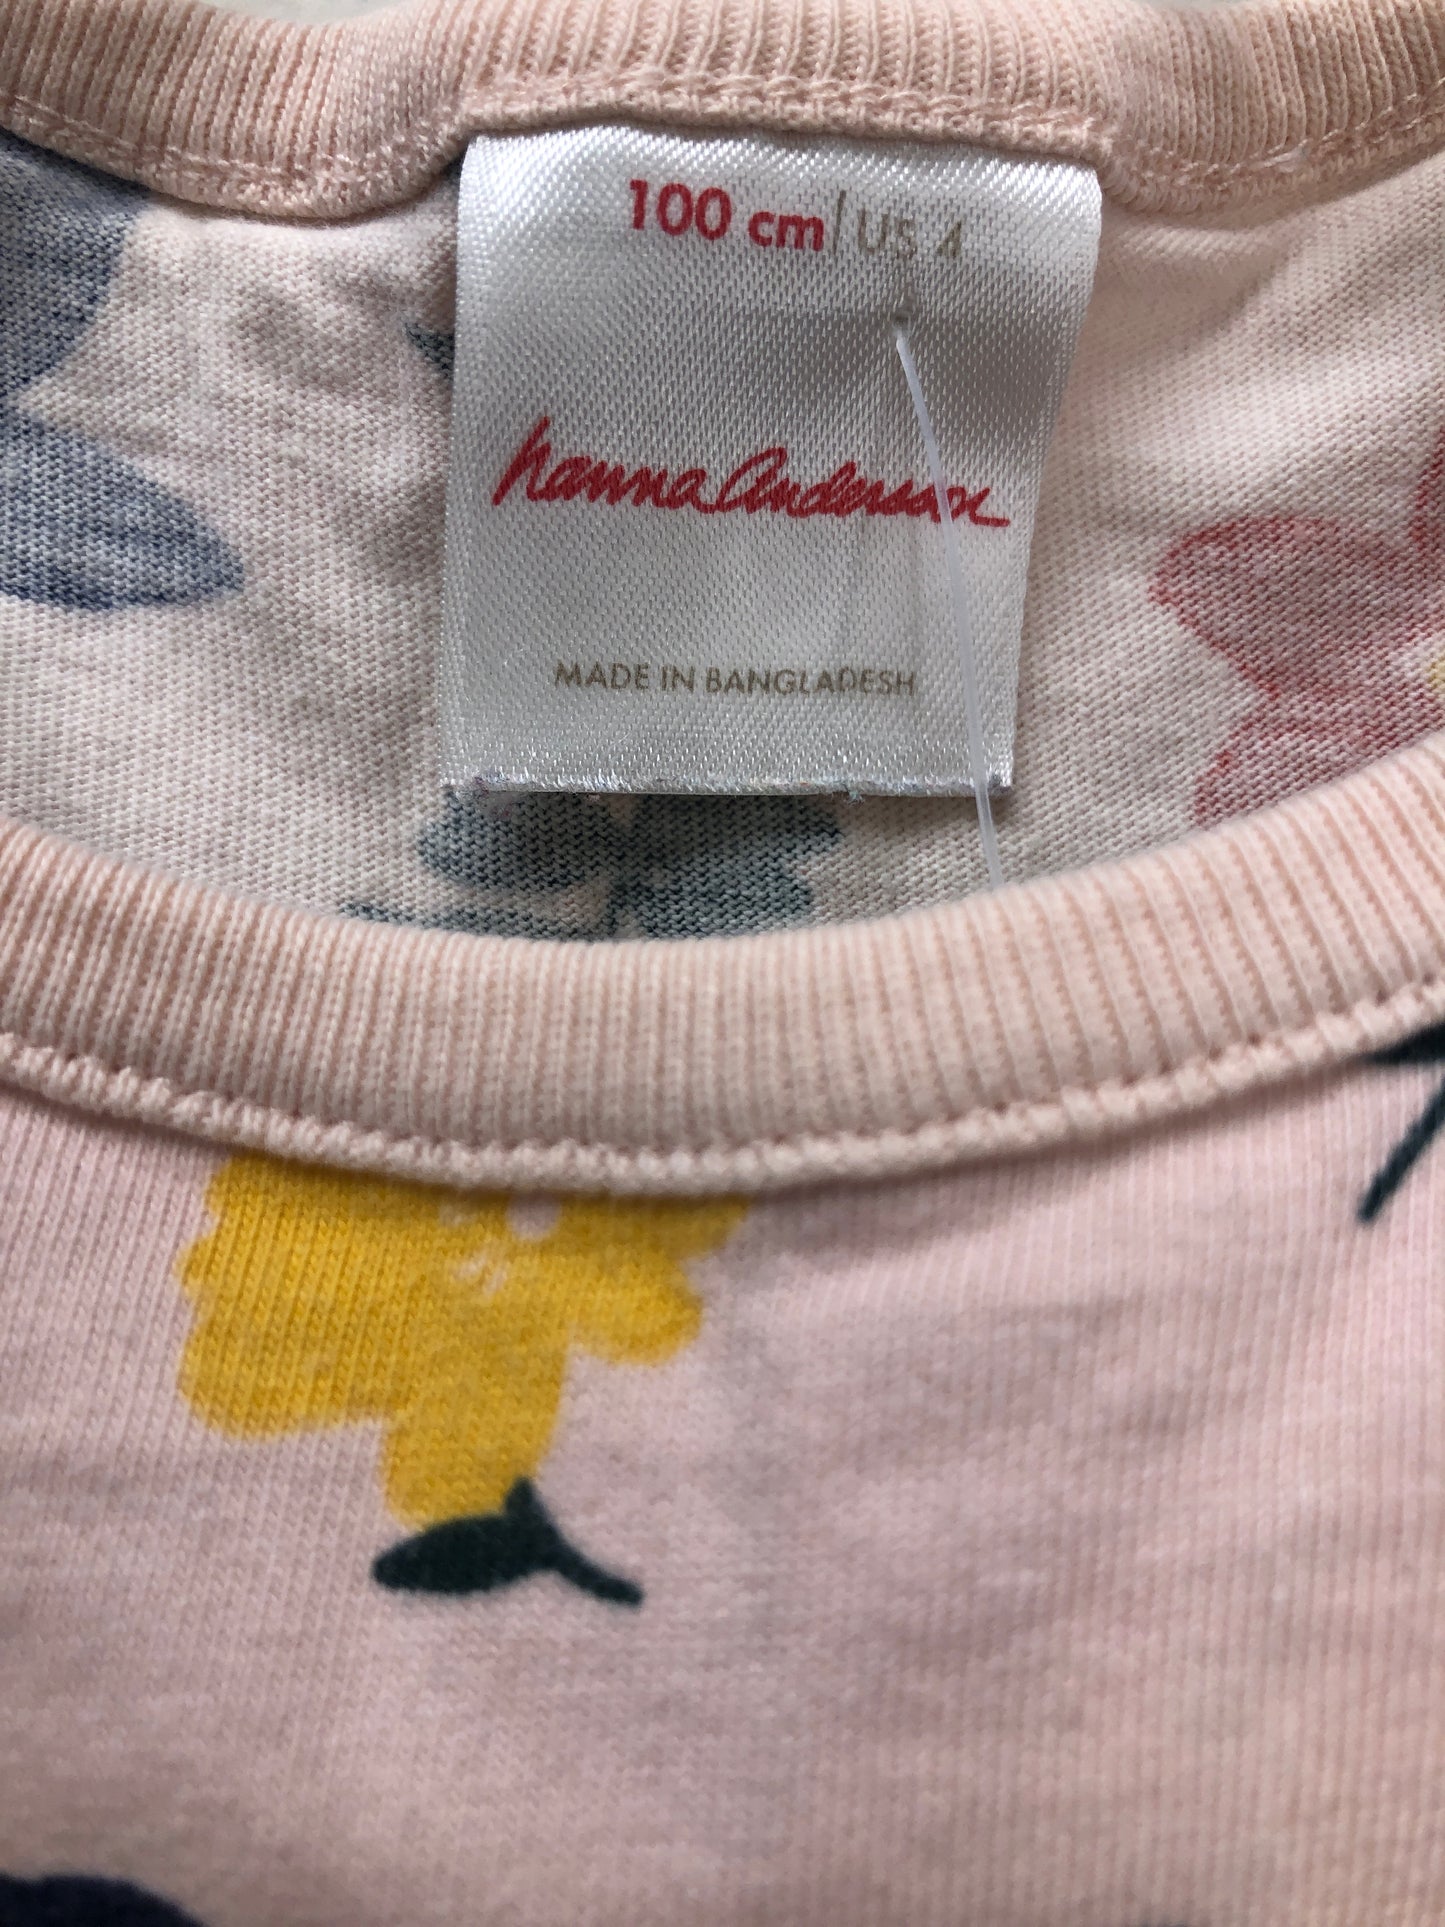 100 cm | US 4
hanna Andersson
MADE IN BANGLADESH